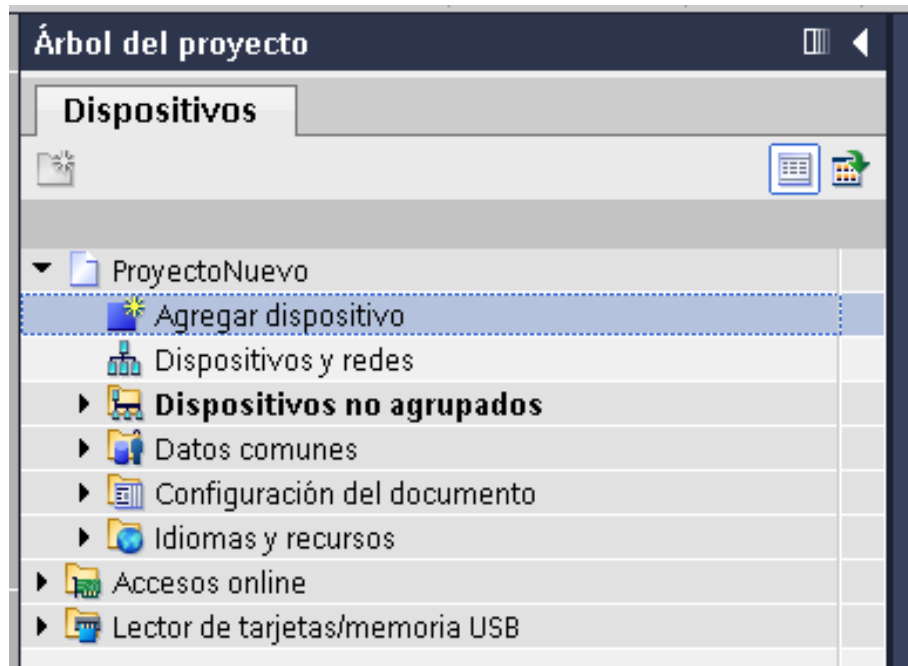 Árbol del proyecto
Dispositivos
ProyectoNuevo
Agregar dispositivo
Dispositivos y redes
Dispositivos no agrupados
Datos comunes
Configuración del documento
Idiomas y recursos
Accesos online
Lector de tarjetas/memoria USB